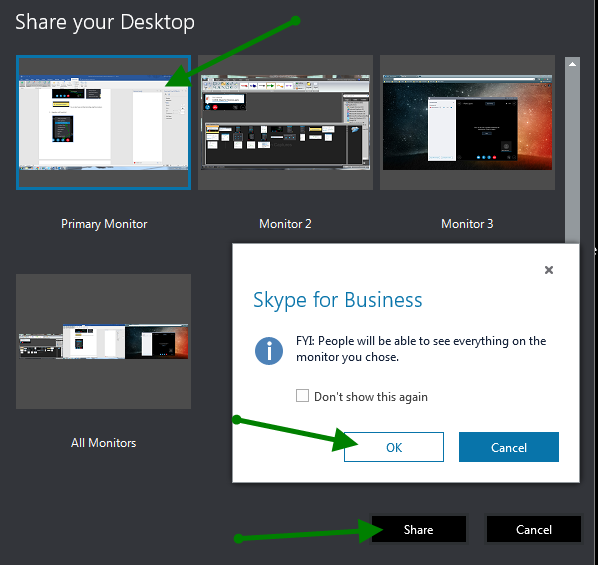 Share your Desktop
Primary Monitor
Monitor 2
Monitor 3
Skype for Business
FYI: People will be able to see everything on the
monitor you chose.
Don't show this again
All Monitors
OK
Cancel
Share
Cancel